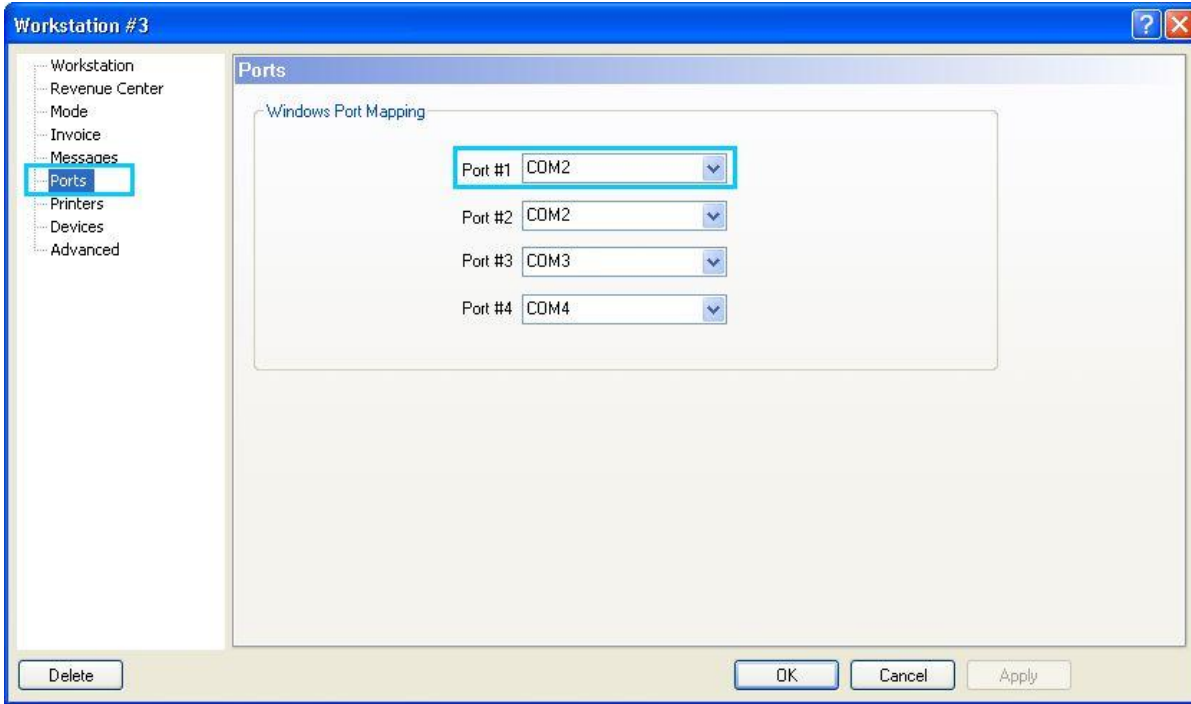 Workstation #3
Workstation
Revenue Center
Mode
Invoice
Messages
Ports
Printers
Devices
Advanced
Ports
Windows Port Mapping
Port #1 COM2
Port #2 COM2
Port #3 COM3
Port #4 COM4
Delete
OK Cancel Apply